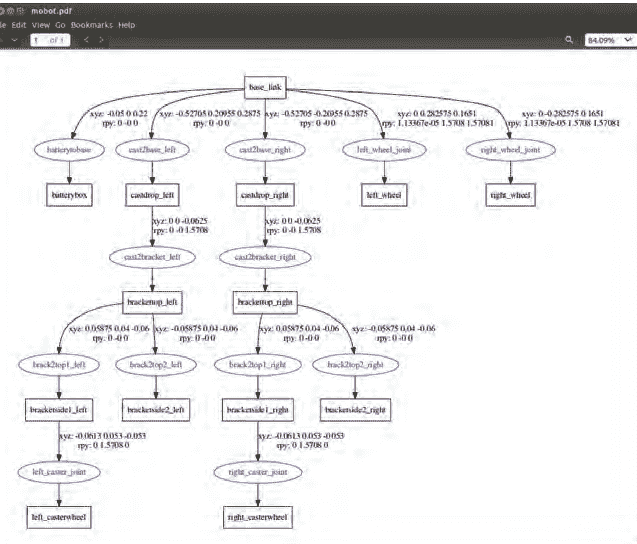 mobot.pdf
le Edit View Go Bookmarks Help
1 of 1 < > 84.09%
base_link
xyz: -0.05 0 0.22 xyz: -0.52705 0.20955 0.2875 xyz: -0.52705 -0.20955 0.2875 xyz: 0 0.282575 0.1651 xyz: 0 -0.282575 0.1651
rpy: 0 -0 0 rpy: 0 -0 0 rpy: 0 -0 0 rpy: 1.13367e-05 1.5708 1.57081 rpy: 1.13367e-05 1.5708 1.57081
batterytobase cast2base_left cast2base_right left_wheel_joint right_wheel_joint
batterybox castdrop_left castdrop_right left_wheel right_wheel
xyz: 0 0 -0.0625 xyz: 0 0 -0.0625
rpy: 0 -0 1.5708 rpy: 0 -0 1.5708
cast2bracket_left cast2bracket_right
brackettop_left brackettop_right
xyz: 0.05875 0.04 -0.06 xyz: -0.05875 0.04 -0.06 xyz: 0.05875 0.04 -0.06 xyz: -0.05875 0.04 -0.06
rpy: 0 -0 0 rpy: 0 -0 0 rpy: 0 -0 0 rpy: 0 -0 0
brack2top1_left brack2top2_left brack2top1_right brack2top2_right
bracketside1_left bracketside2_left bracketside1_right bracketside2_right
xyz: -0.0613 0.053 -0.053 xyz: -0.0613 0.053 -0.053
rpy: 0 1.5708 0 rpy: 0 1.5708 0
left_caster_joint right_caster_joint
left_casterwheel right_casterwheel